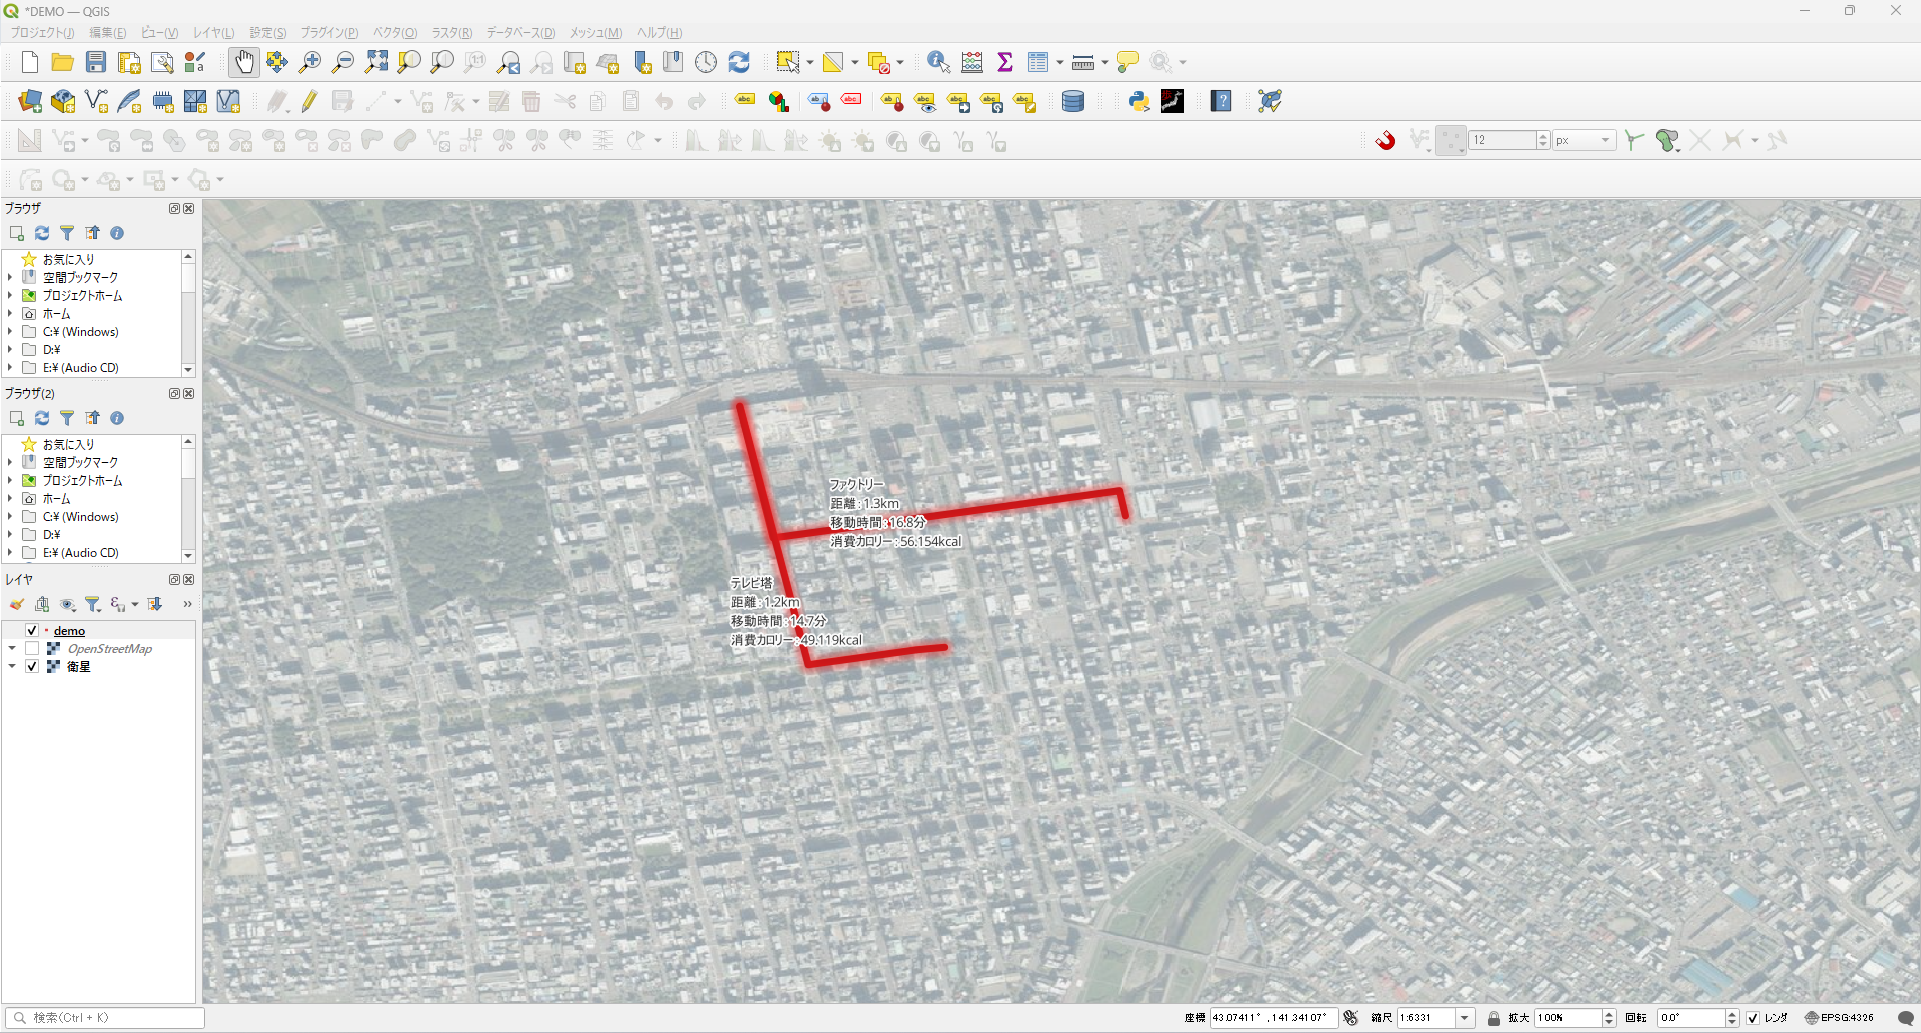 *DEMO — QGIS
プロジェクト(J) 編集(E) ビュー(V) レイヤ(L) 設定(S) プラグイン(P) ベクタ(O) ラスタ(R) データベース(D) メッシュ(M) ヘルプ(H)
12 px
ブラウザ
お気に入り
空間ブックマーク
プロジェクトホーム
ホーム
C:¥ (Windows)
D:¥
E:¥ (Audio CD)
ブラウザ(2)
お気に入り
空間ブックマーク
プロジェクトホーム
ホーム
C:¥ (Windows)
D:¥
E:¥ (Audio CD)
レイヤ
demo
OpenStreetMap
衛星
ファクトリー
距離:1.3km
移動時間:16.8分
消費カロリー:56.154kcal
テレビ塔
距離:1.2km
移動時間:14.7分
消費カロリー:49.119kcal
検索(Ctrl + K)
座標 43.07411°,141.34107° 縮尺 1:6331 拡大 100% 回転 0.0° レンダ EPSG:4326